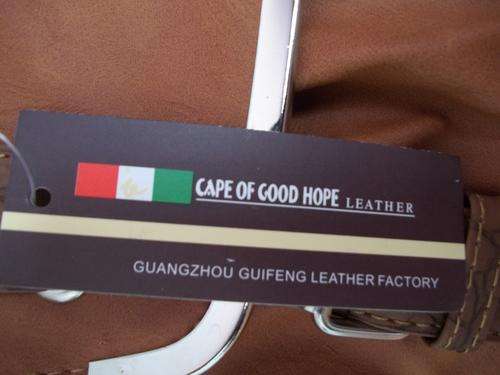 CAPE OF GOOD HOPE LEATHER
GUANGZHOU GUIFENG LEATHER FACTORY